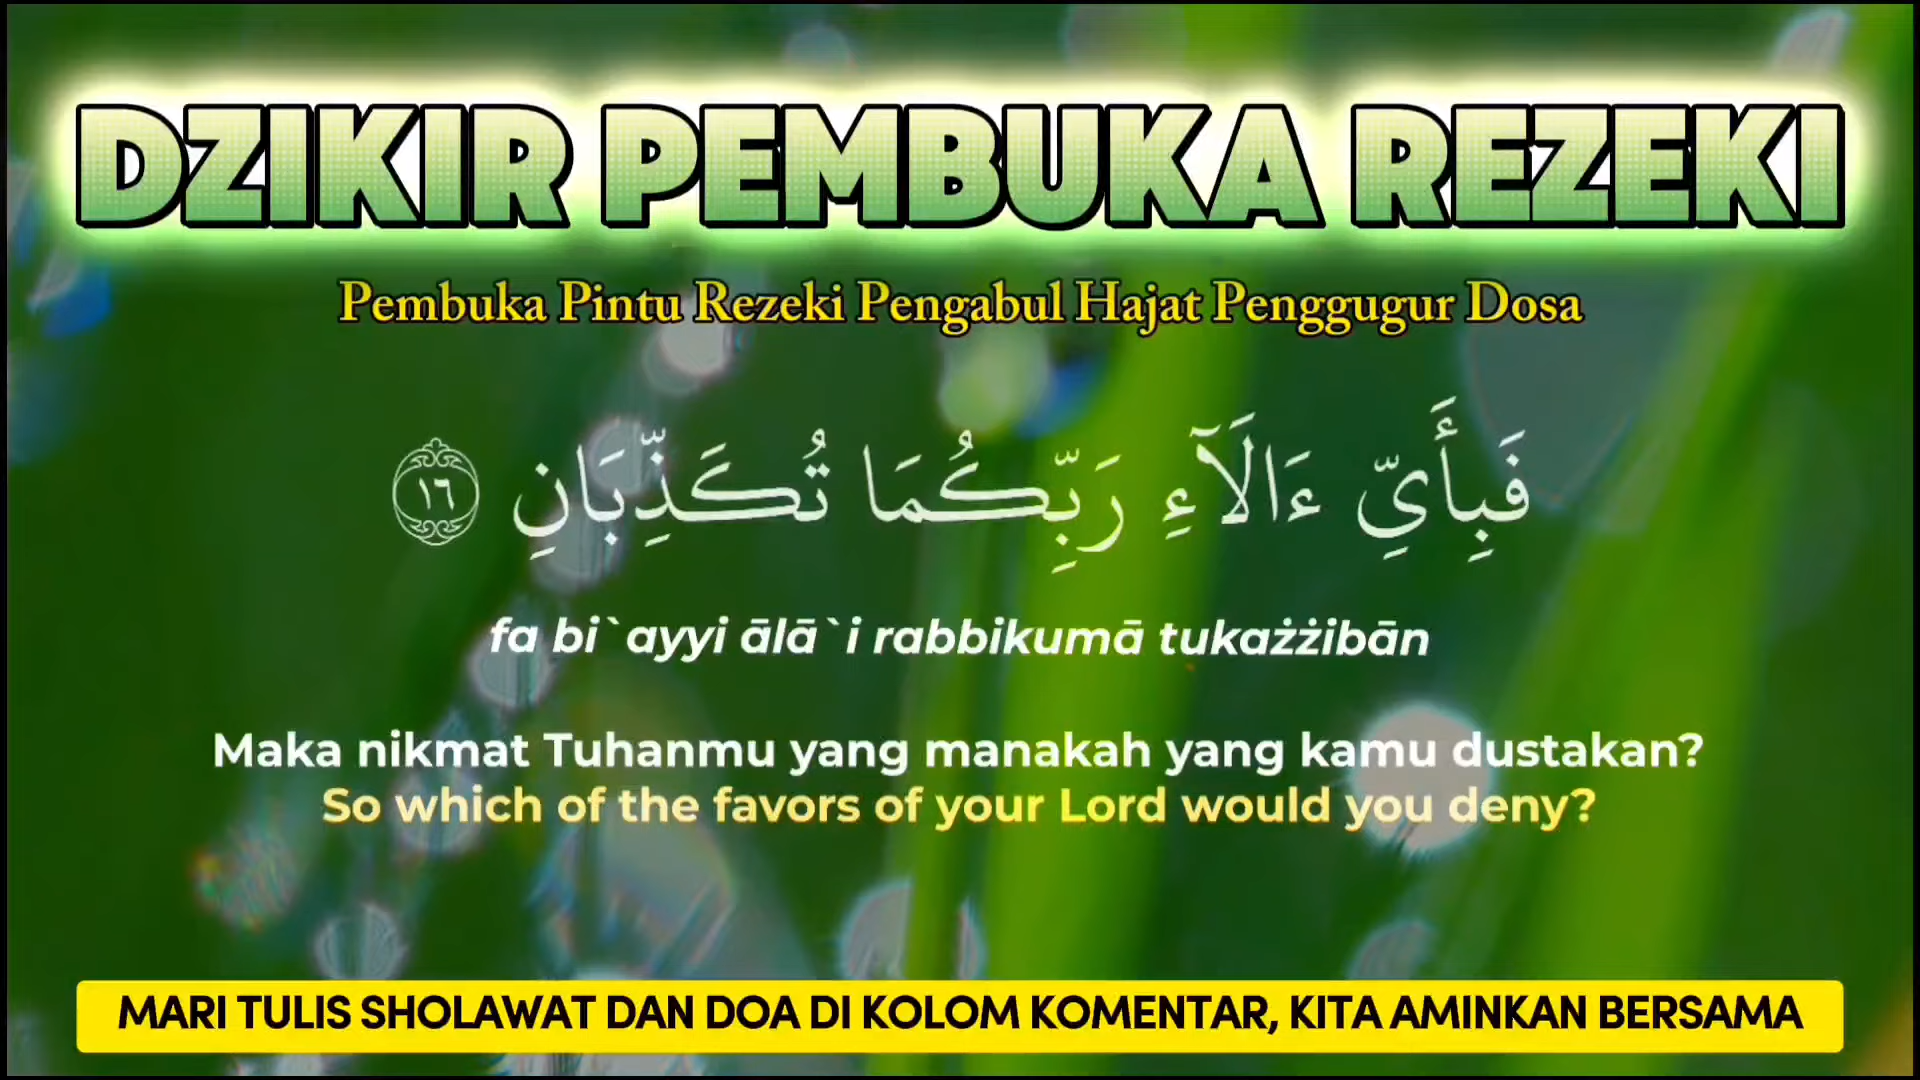 DZIKIR PEMBUKA REZEKI
Pembuka Pintu Rezeki Pengabul Hajat Penggugur Dosa
فَبِأَيِّ ءَالَآءِ رَبِّكُمَا تُكَذِّبَانِ ١٦
fa bi`ayyi ālā`i rabbikumā tukażżibān
Maka nikmat Tuhanmu yang manakah yang kamu dustakan?
So which of the favors of your Lord would you deny?
MARI TULIS SHOLAWAT DAN DOA DI KOLOM KOMENTAR, KITA AMINKAN BERSAMA